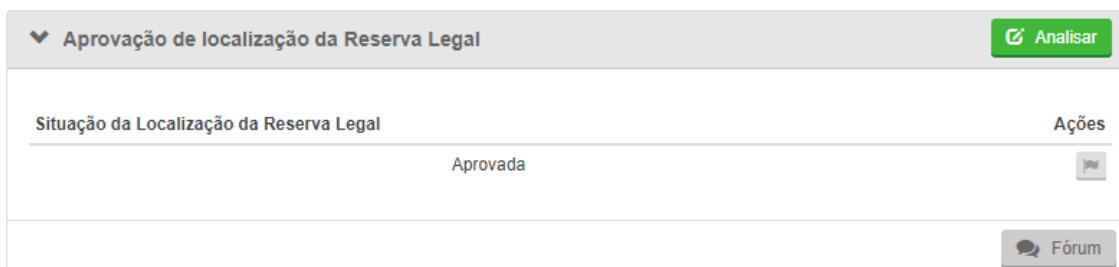 Aprovação de localização da Reserva Legal
Analisar
Situação da Localização da Reserva Legal Ações
Aprovada
Fórum